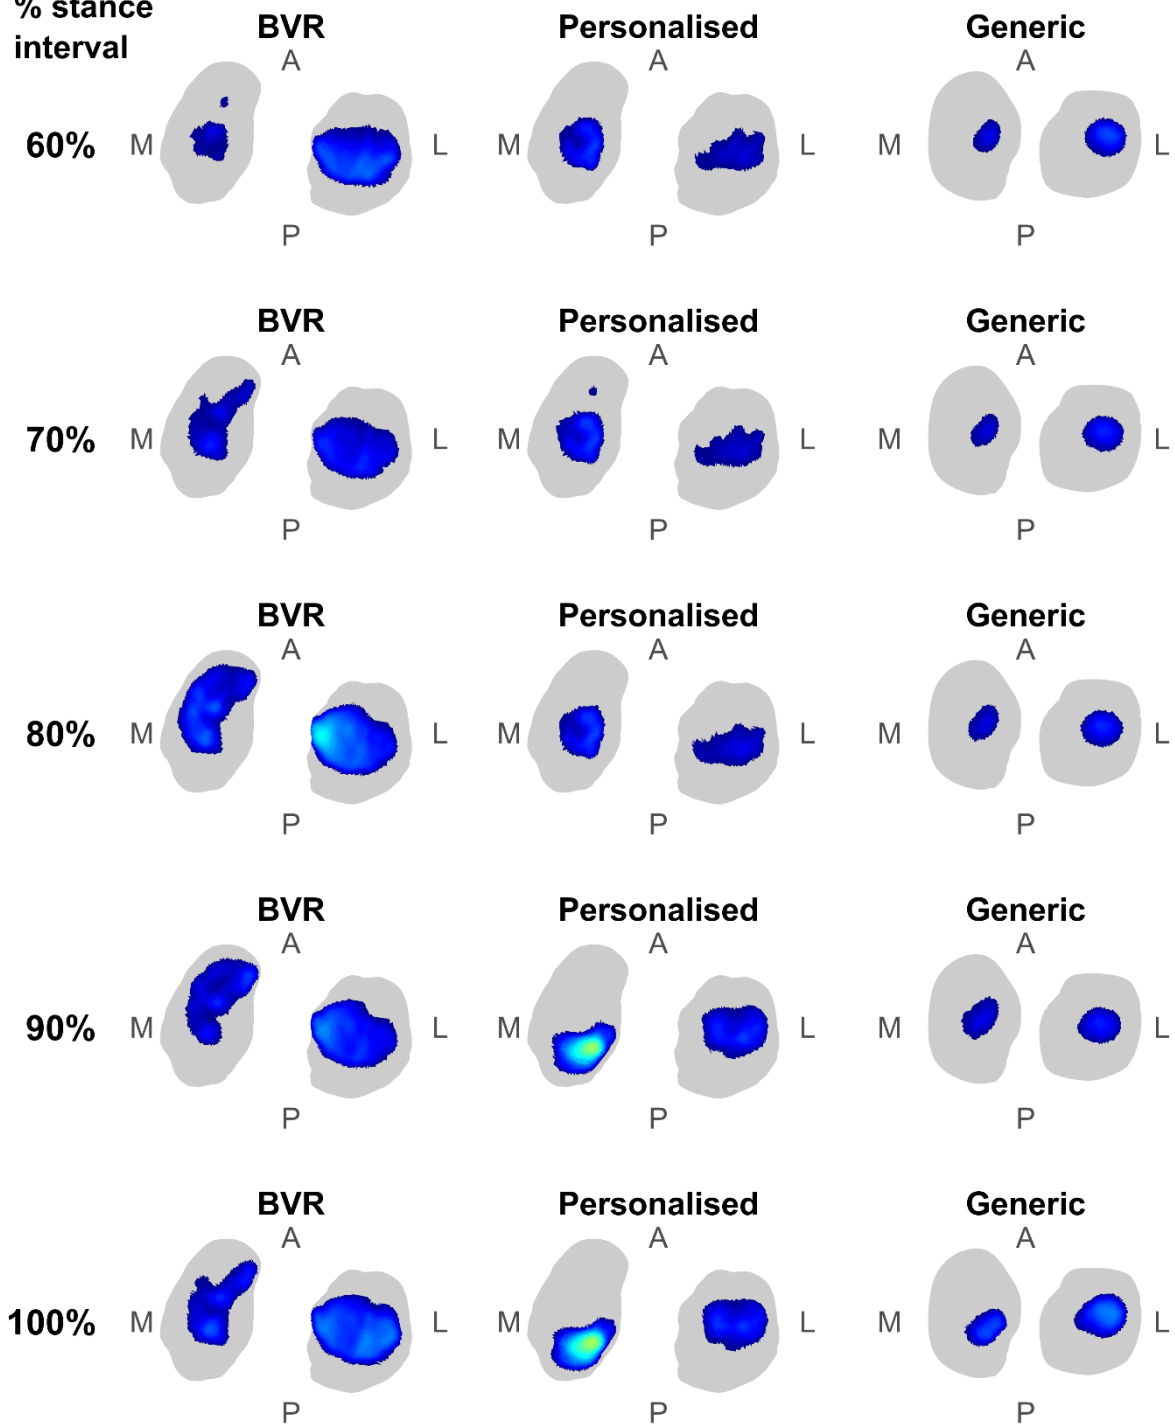 % stance
interval
BVR Personalised Generic
A A A
60% M L M L M L
P P P
BVR Personalised Generic
A A A
70% M L M L M L
P P P
BVR Personalised Generic
A A A
80% M L M L M L
P P P
BVR Personalised Generic
A A A
90% M L M L M L
P P P
BVR Personalised Generic
A A A
100% M L M L M L
P P P